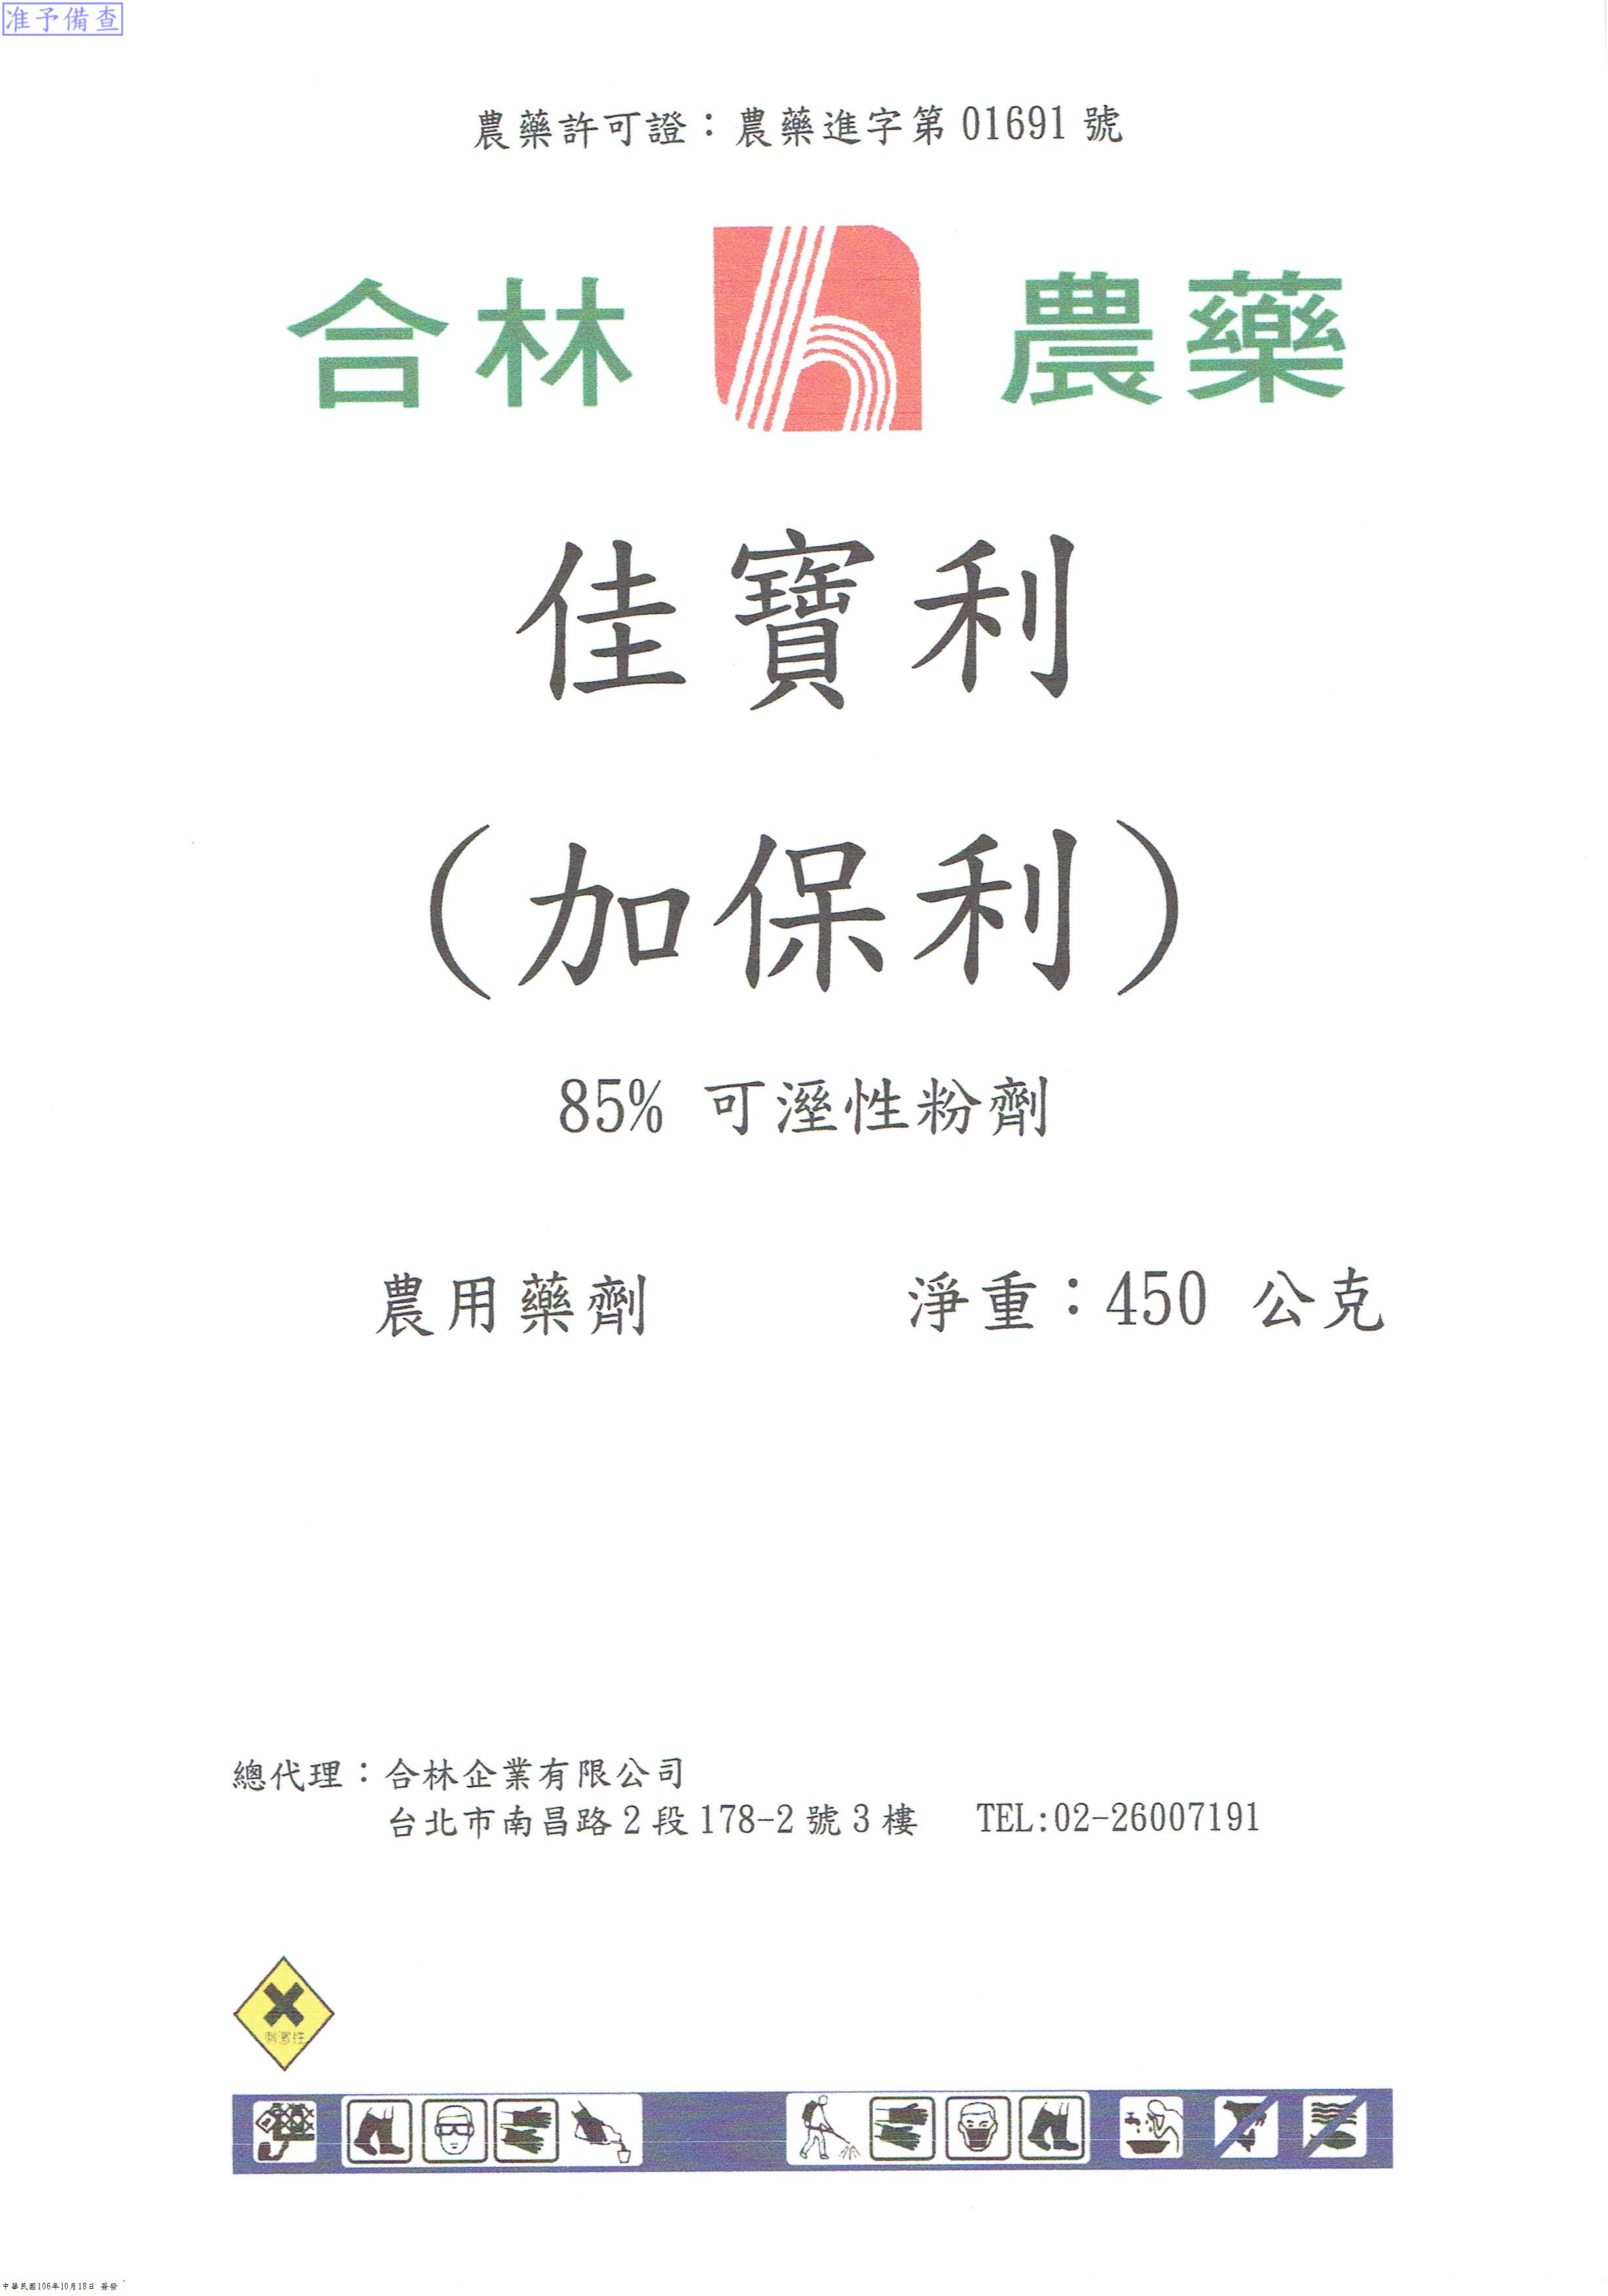 准予備查
農藥許可證：農藥進字第 01691 號
合林 農藥
佳寶利
(加保利)
85% 可溼性粉劑
農用藥劑 淨重：450 公克
總代理：合林企業有限公司
台北市南昌路 2 段 178-2 號 3 樓 TEL:02-26007191
刺激性
中華民國106年10月18日 簽發